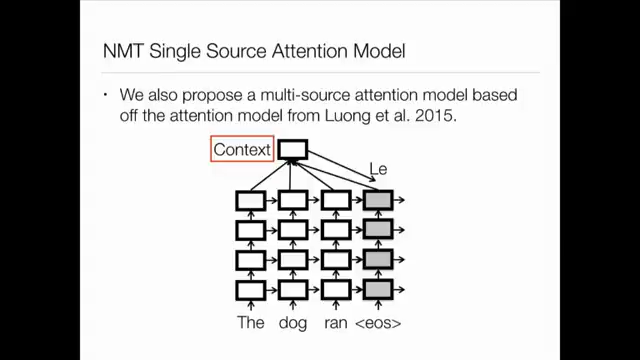 NMT Single Source Attention Model
• We also propose a multi-source attention model based
off the attention model from Luong et al. 2015.
Context
Le
The dog ran <eos>